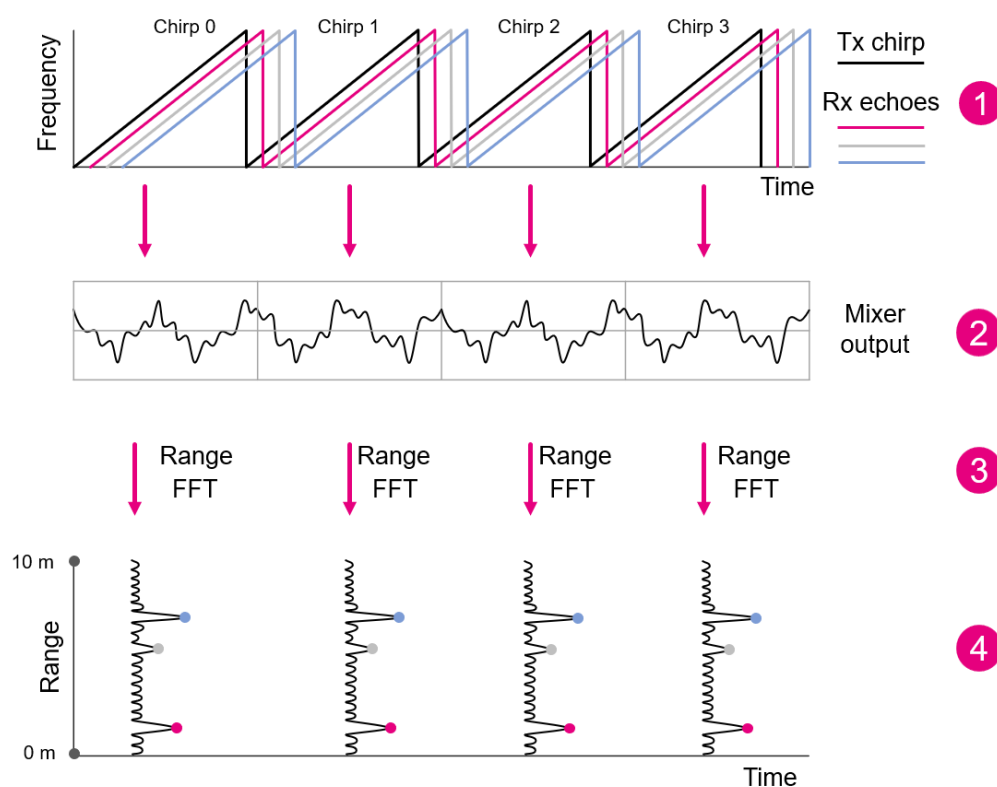 Chirp 0
Chirp 1
Chirp 2
Chirp 3
Tx chirp
Frequency
Rx echoes
1
Time
Mixer
output
2
Range
FFT
Range
FFT
Range
FFT
Range
FFT
3
10 m
Range
4
0 m
Time